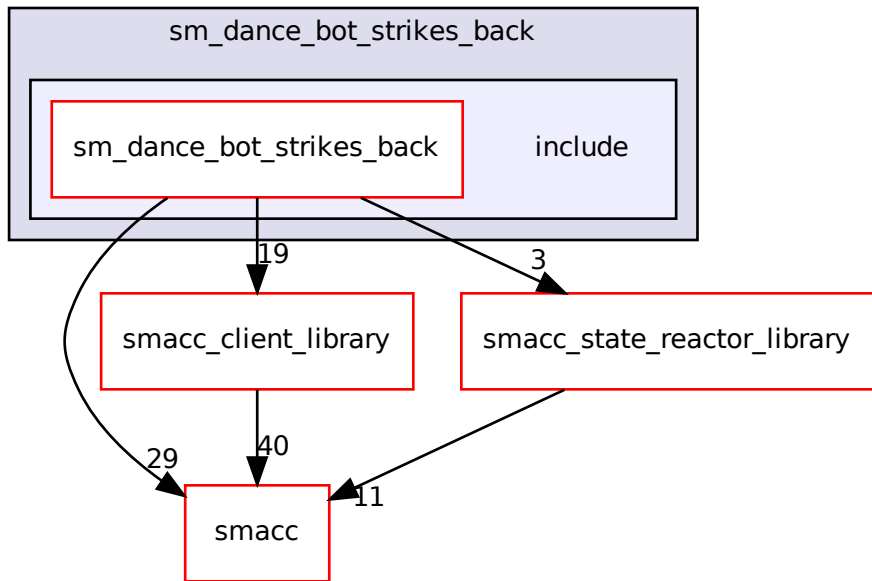 sm_dance_bot_strikes_back
sm_dance_bot_strikes_back
include
19
3
smacc_client_library
smacc_state_reactor_library
29
40
11
smacc